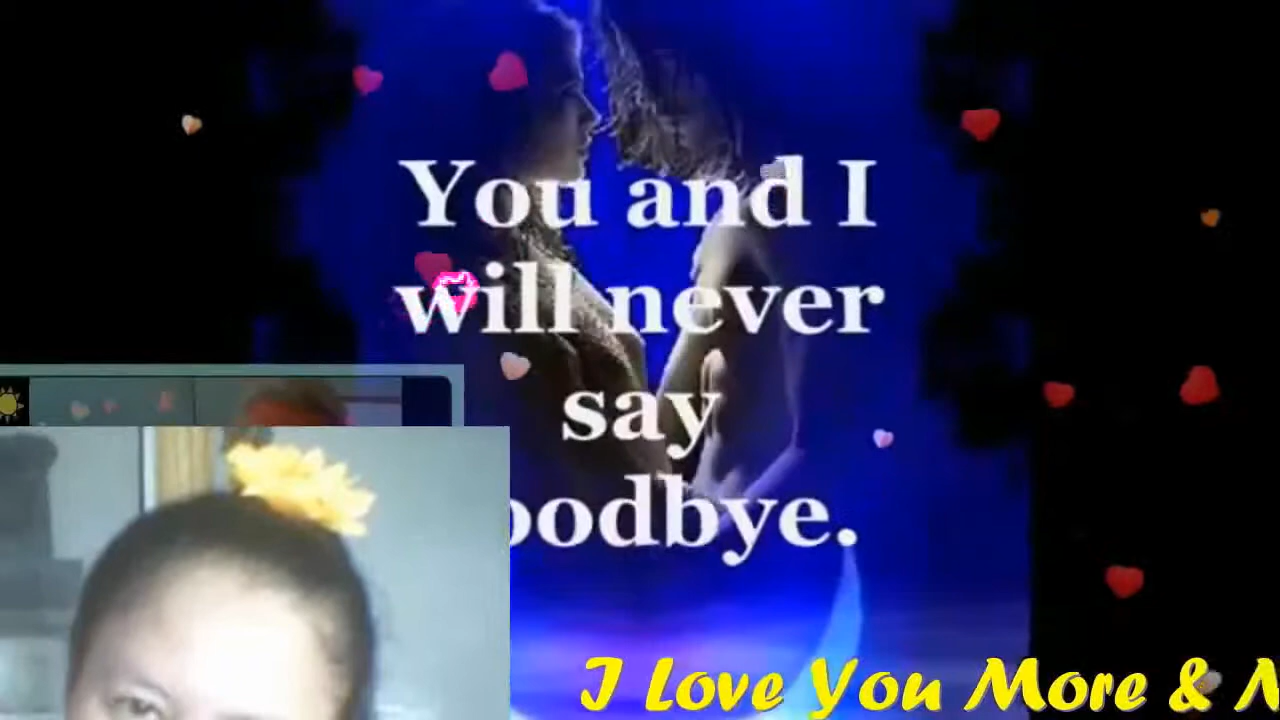 You and I
will never
say
oodbye.
I Love You More &